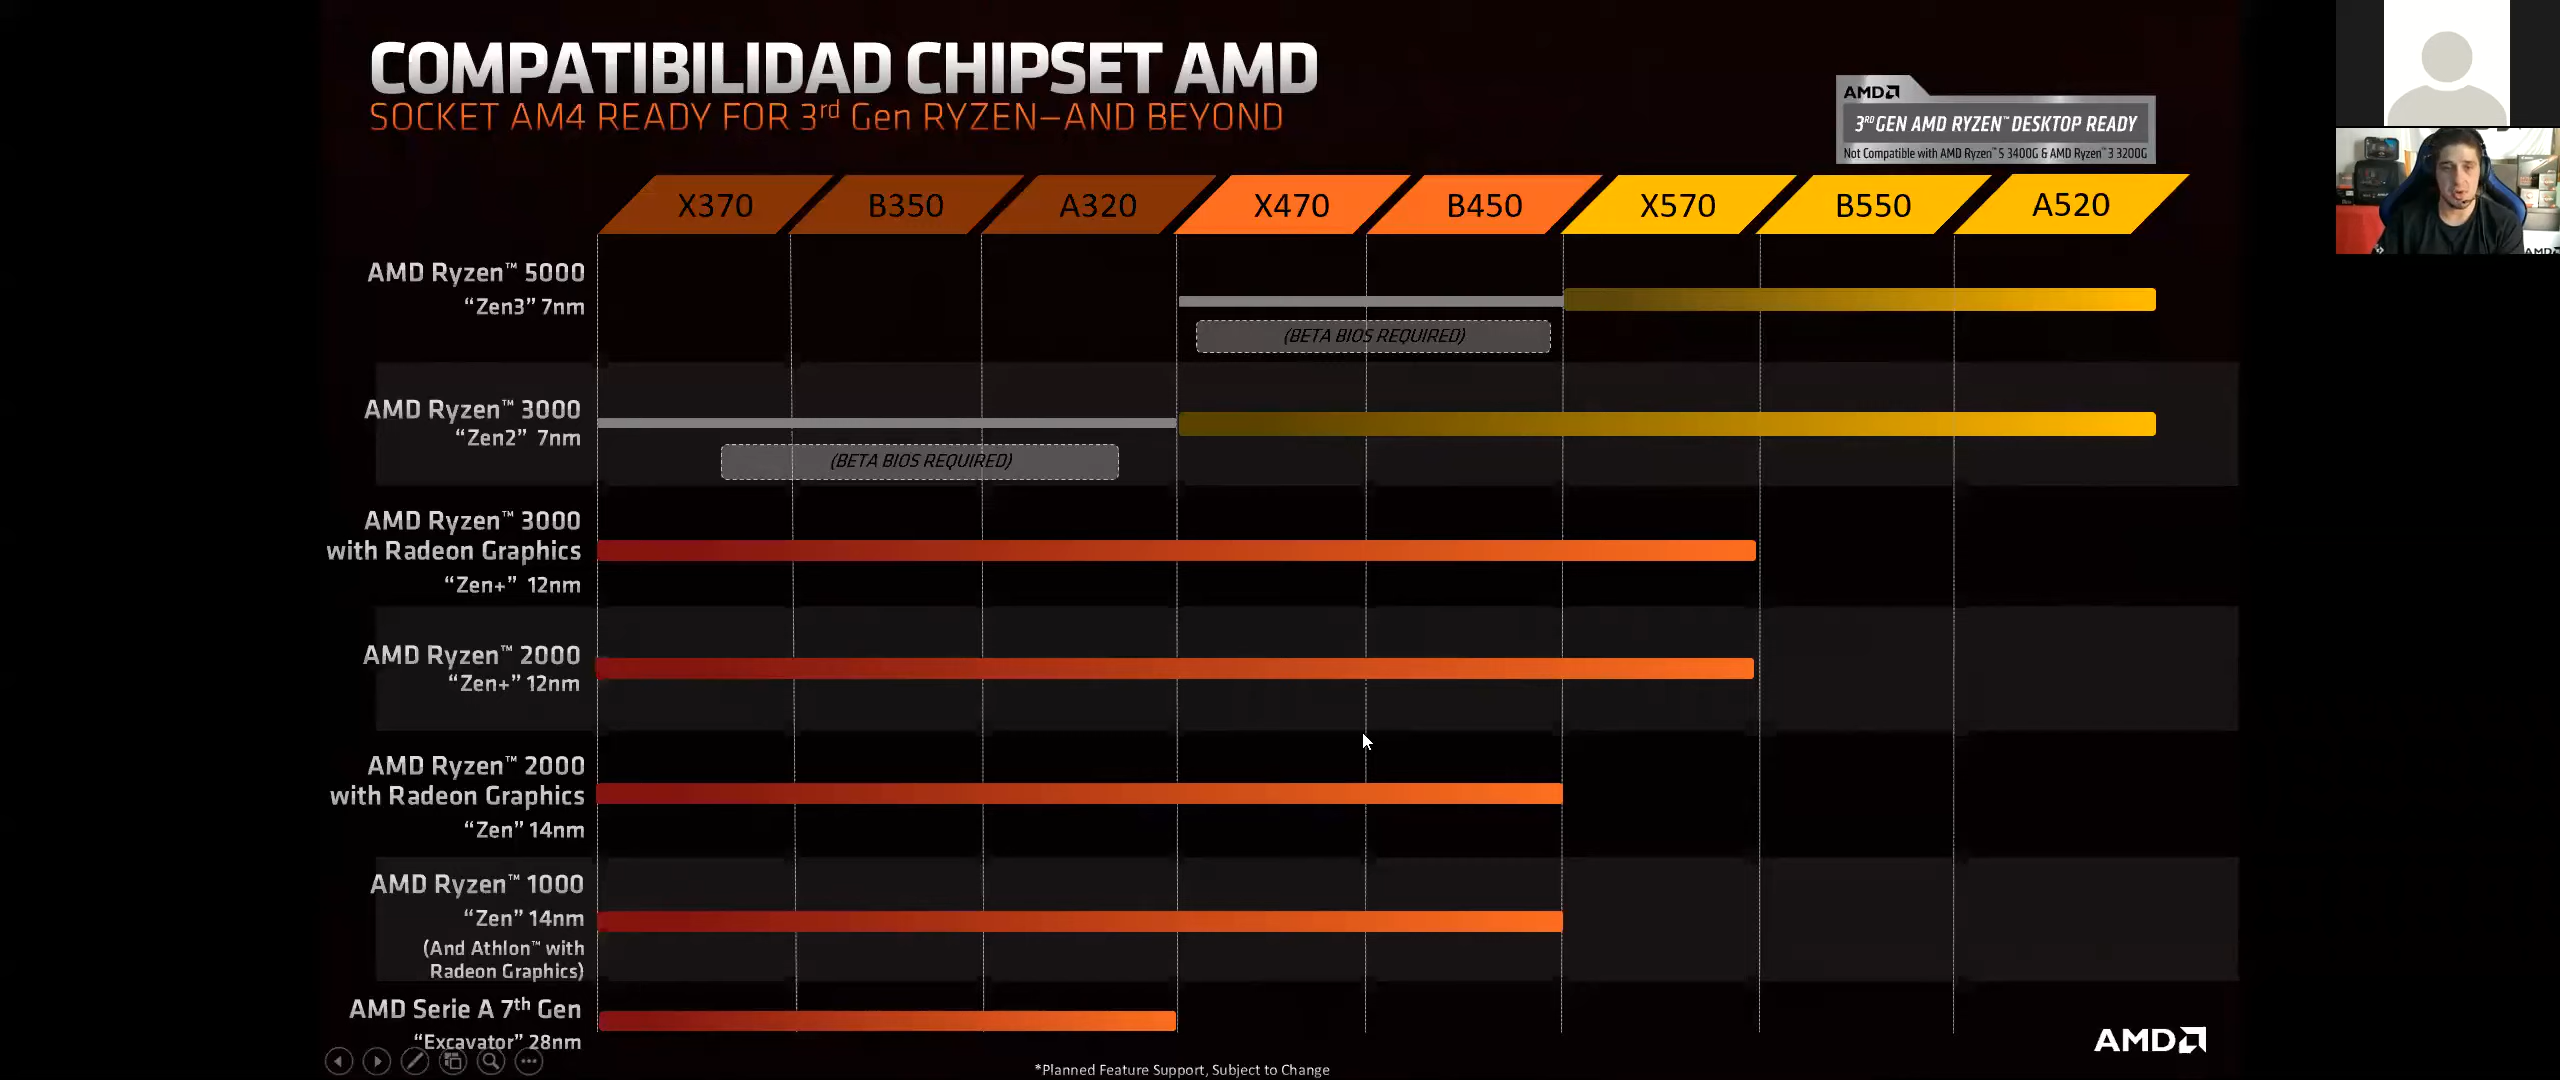 COMPATIBILIDAD CHIPSET AMD
SOCKET AM4 READY FOR 3rd Gen RYZEN—AND BEYOND
AMD
3RD GEN AMD RYZEN™ DESKTOP READY
Not Compatible with AMD Ryzen™ 5 3400G & AMD Ryzen™ 3 3200G
X370 B350 A320 X470 B450 X570 B550 A520
AMD Ryzen™ 5000
“Zen3” 7nm
(BETA BIOS REQUIRED)
AMD Ryzen™ 3000
“Zen2” 7nm
(BETA BIOS REQUIRED)
AMD Ryzen™ 3000
with Radeon Graphics
“Zen+” 12nm
AMD Ryzen™ 2000
“Zen+” 12nm
AMD Ryzen™ 2000
with Radeon Graphics
“Zen” 14nm
AMD Ryzen™ 1000
“Zen” 14nm
(And Athlon™ with
Radeon Graphics)
AMD Serie A 7th Gen
“Excavator” 28nm
AMD
*Planned Feature Support, Subject to Change
AMD